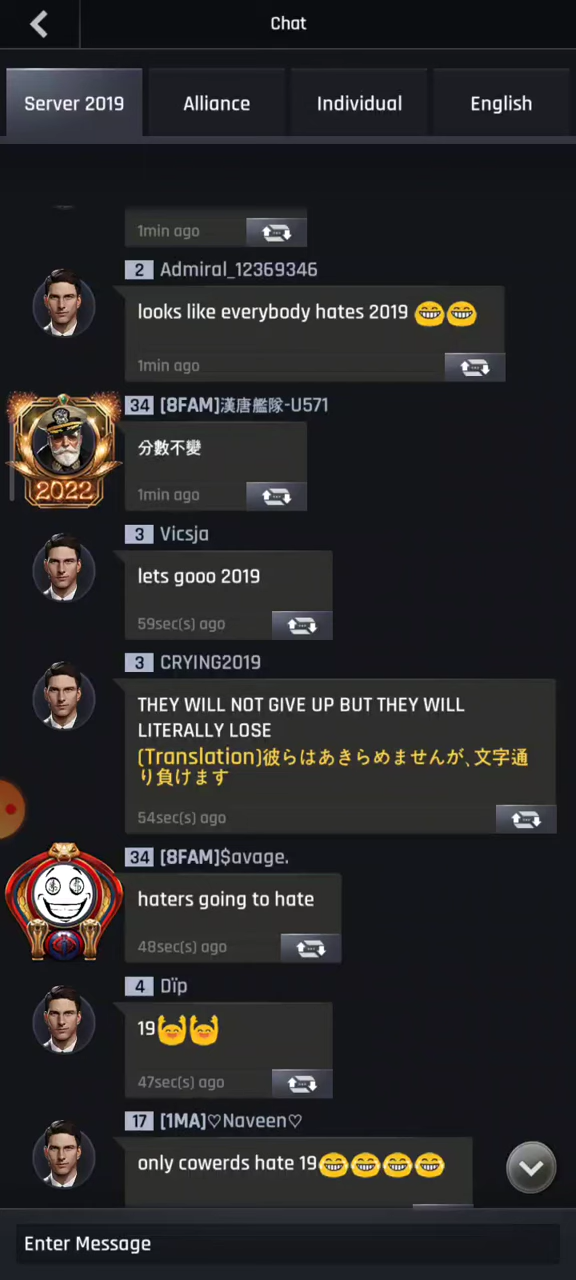 Chat
Server 2019
Alliance
Individual
English
1min ago
2 Admiral_12369346
looks like everybody hates 2019 😁😁
1min ago
34 [8FAM]漢唐艦隊-U571
分數不變
1min ago
2022
3 Vicsja
lets gooo 2019
59sec(s) ago
3 CRYING2019
THEY WILL NOT GIVE UP BUT THEY WILL
LITERALLY LOSE
(Translation)彼らはあきらめませんが、文字通
り負けます
54sec(s) ago
34 [8FAM]$avage.
haters going to hate
48sec(s) ago
4 Dïp
19🙌🙌
47sec(s) ago
17 [1MA]♡Naveen♡
only cowerds hate 19😂😂😂😂
Enter Message